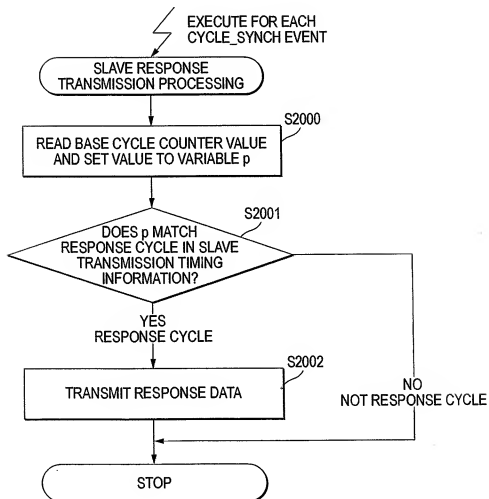 EXECUTE FOR EACH
CYCLE_SYNCH EVENT
SLAVE RESPONSE
TRANSMISSION PROCESSING
S2000
READ BASE CYCLE COUNTER VALUE
AND SET VALUE TO VARIABLE p
S2001
DOES p MATCH
RESPONSE CYCLE IN SLAVE
TRANSMISSION TIMING
INFORMATION?
YES
RESPONSE CYCLE
S2002
TRANSMIT RESPONSE DATA
NO
NOT RESPONSE CYCLE
STOP